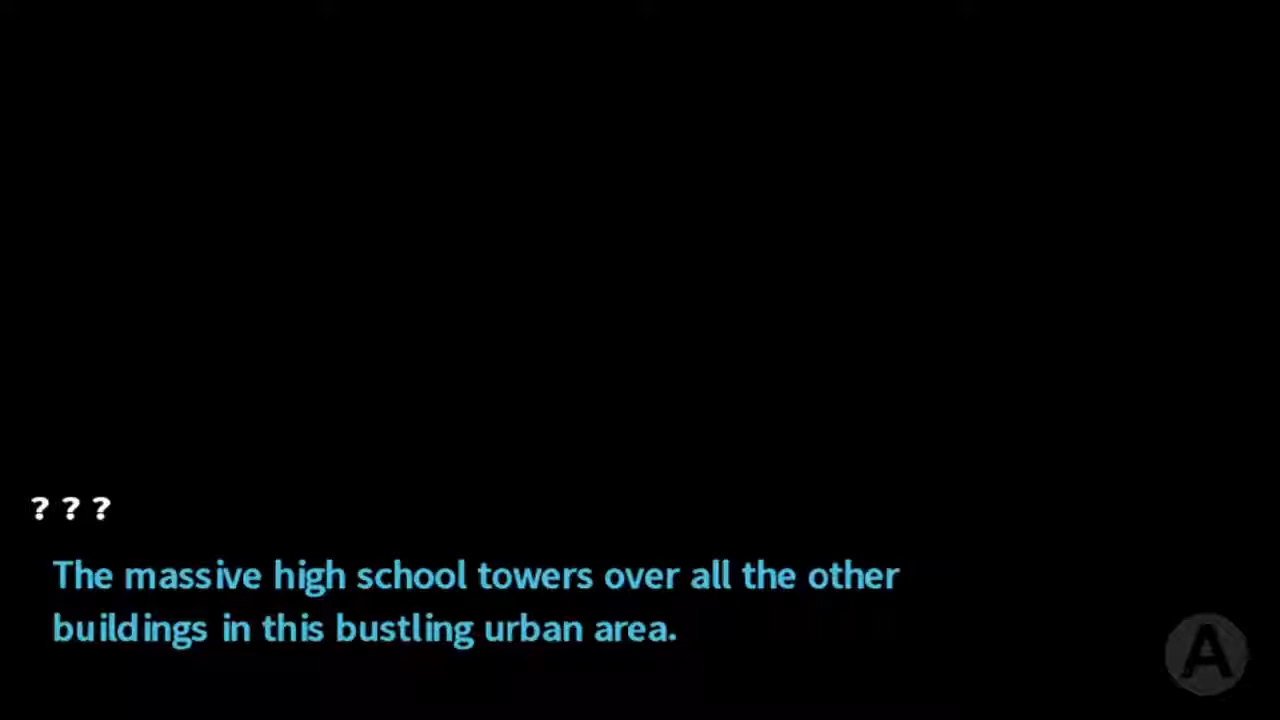 ? ? ?
The massive high school towers over all the other
buildings in this bustling urban area.
A